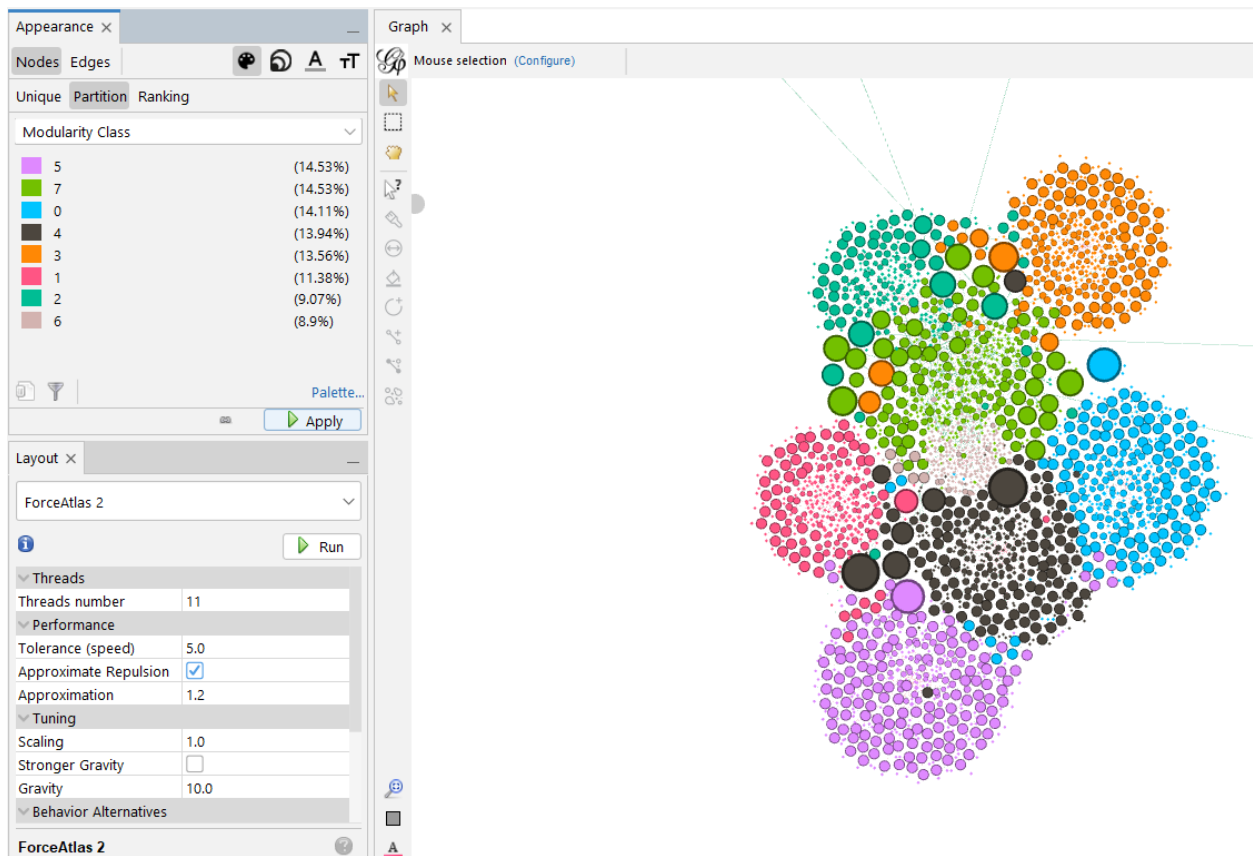 Appearance
Nodes Edges A тT
Unique Partition Ranking
Modularity Class
5 (14.53%)
7 (14.53%)
0 (14.11%)
4 (13.94%)
3 (13.56%)
1 (11.38%)
2 (9.07%)
6 (8.9%)
Palette...
Apply
Layout
ForceAtlas 2
Run
Threads
Threads number 11
Performance
Tolerance (speed) 5.0
Approximate Repulsion
Approximation 1.2
Tuning
Scaling 1.0
Stronger Gravity
Gravity 10.0
Behavior Alternatives
ForceAtlas 2 ?
Graph
Mouse selection (Configure)
?
A